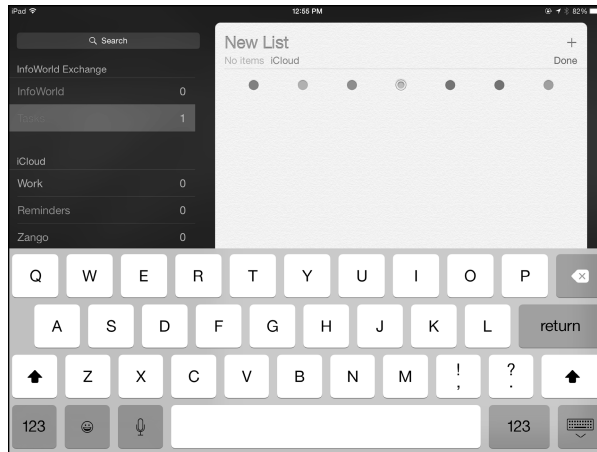 iPad 12:55 PM 82%
Search
InfoWorld Exchange
InfoWorld 0
Tasks 1
iCloud
Work 0
Reminders 0
Zango 0
New List +
No items iCloud Done
Q W E R T Y U I O P
A S D F G H J K L return
Z X C V B N M ! , ? .
123 123